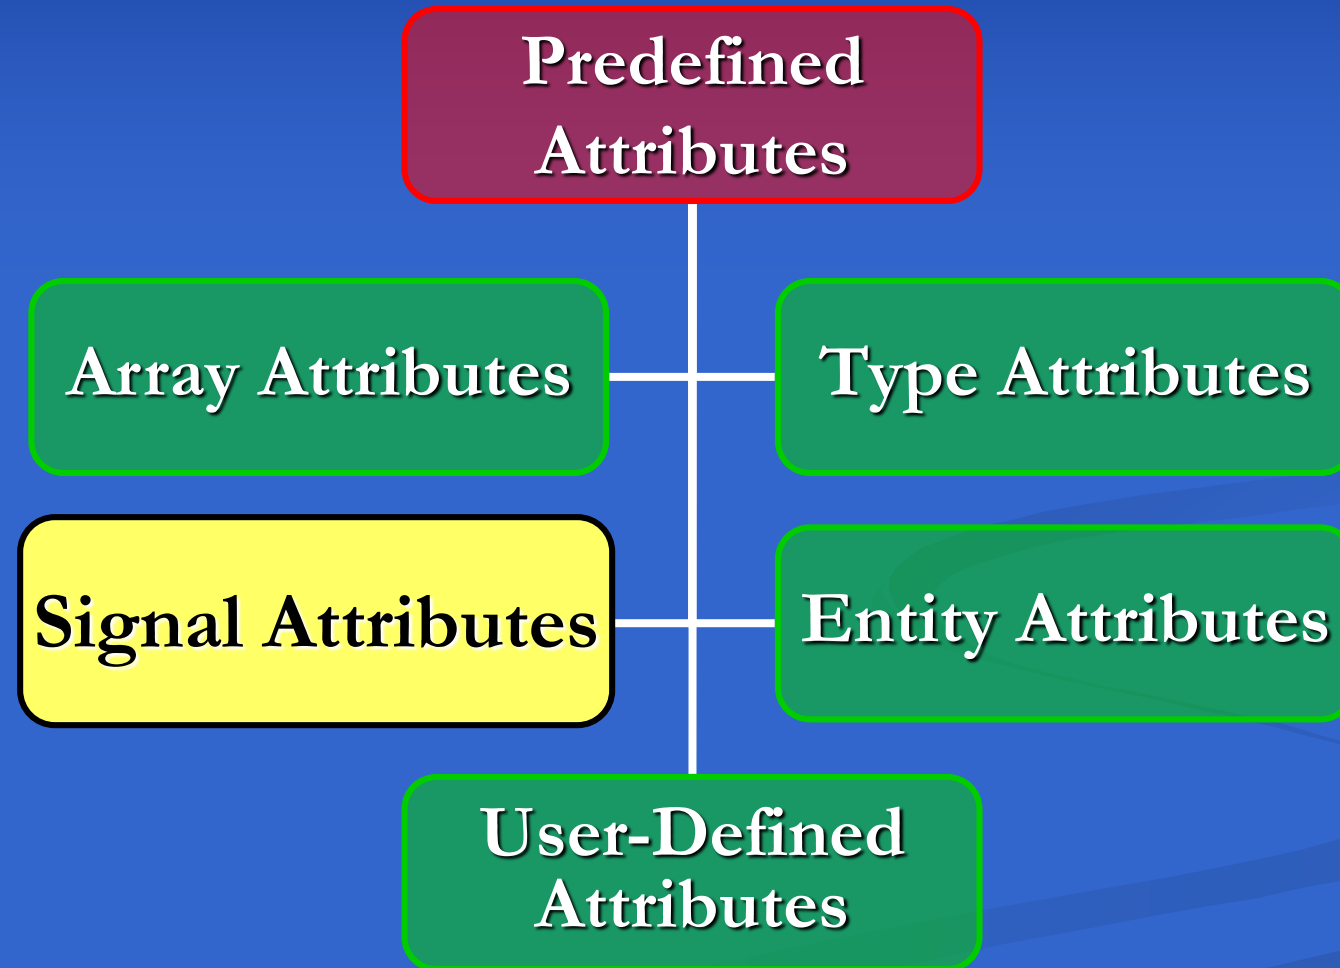 Predefined
Attributes
Array Attributes
Type Attributes
Signal Attributes
Entity Attributes
User-Defined
Attributes